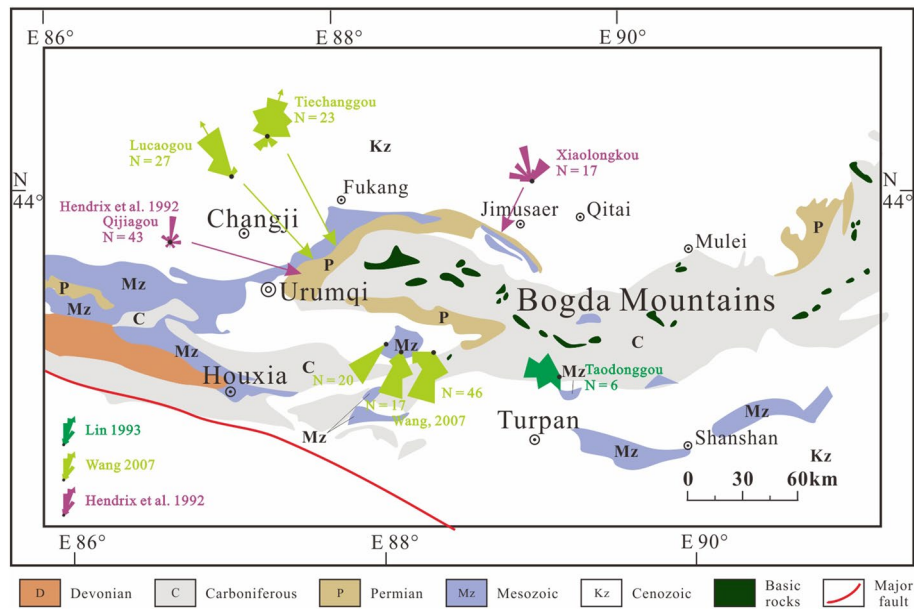 E 86°
E 88°
E 90°
Tiechanggou
N = 23
Lucaogou
N = 27
Kz
Xiaolongkou
N = 17
N
44°
N
44°
Fukang
Hendrix et al. 1992
Qijiagou
N = 43
Changji
Jimusaer
Qitai
P
Mulei
P
Mz
Urumqi
Bogda Mountains
P
Mz
C
P
C
Mz
Mz
C
Houxia
N = 20
N = 46
N = 17
Wang, 2007
Mz
Taodonggou
N = 6
Mz
Turpan
Mz
Shanshan
Kz
Lin 1993
Wang 2007
Hendrix et al. 1992
0 30 60km
E 86°
E 88°
E 90°
D Devonian
C Carboniferous
P Permian
Mz Mesozoic
Kz Cenozoic
Basic
rocks
Major
fault